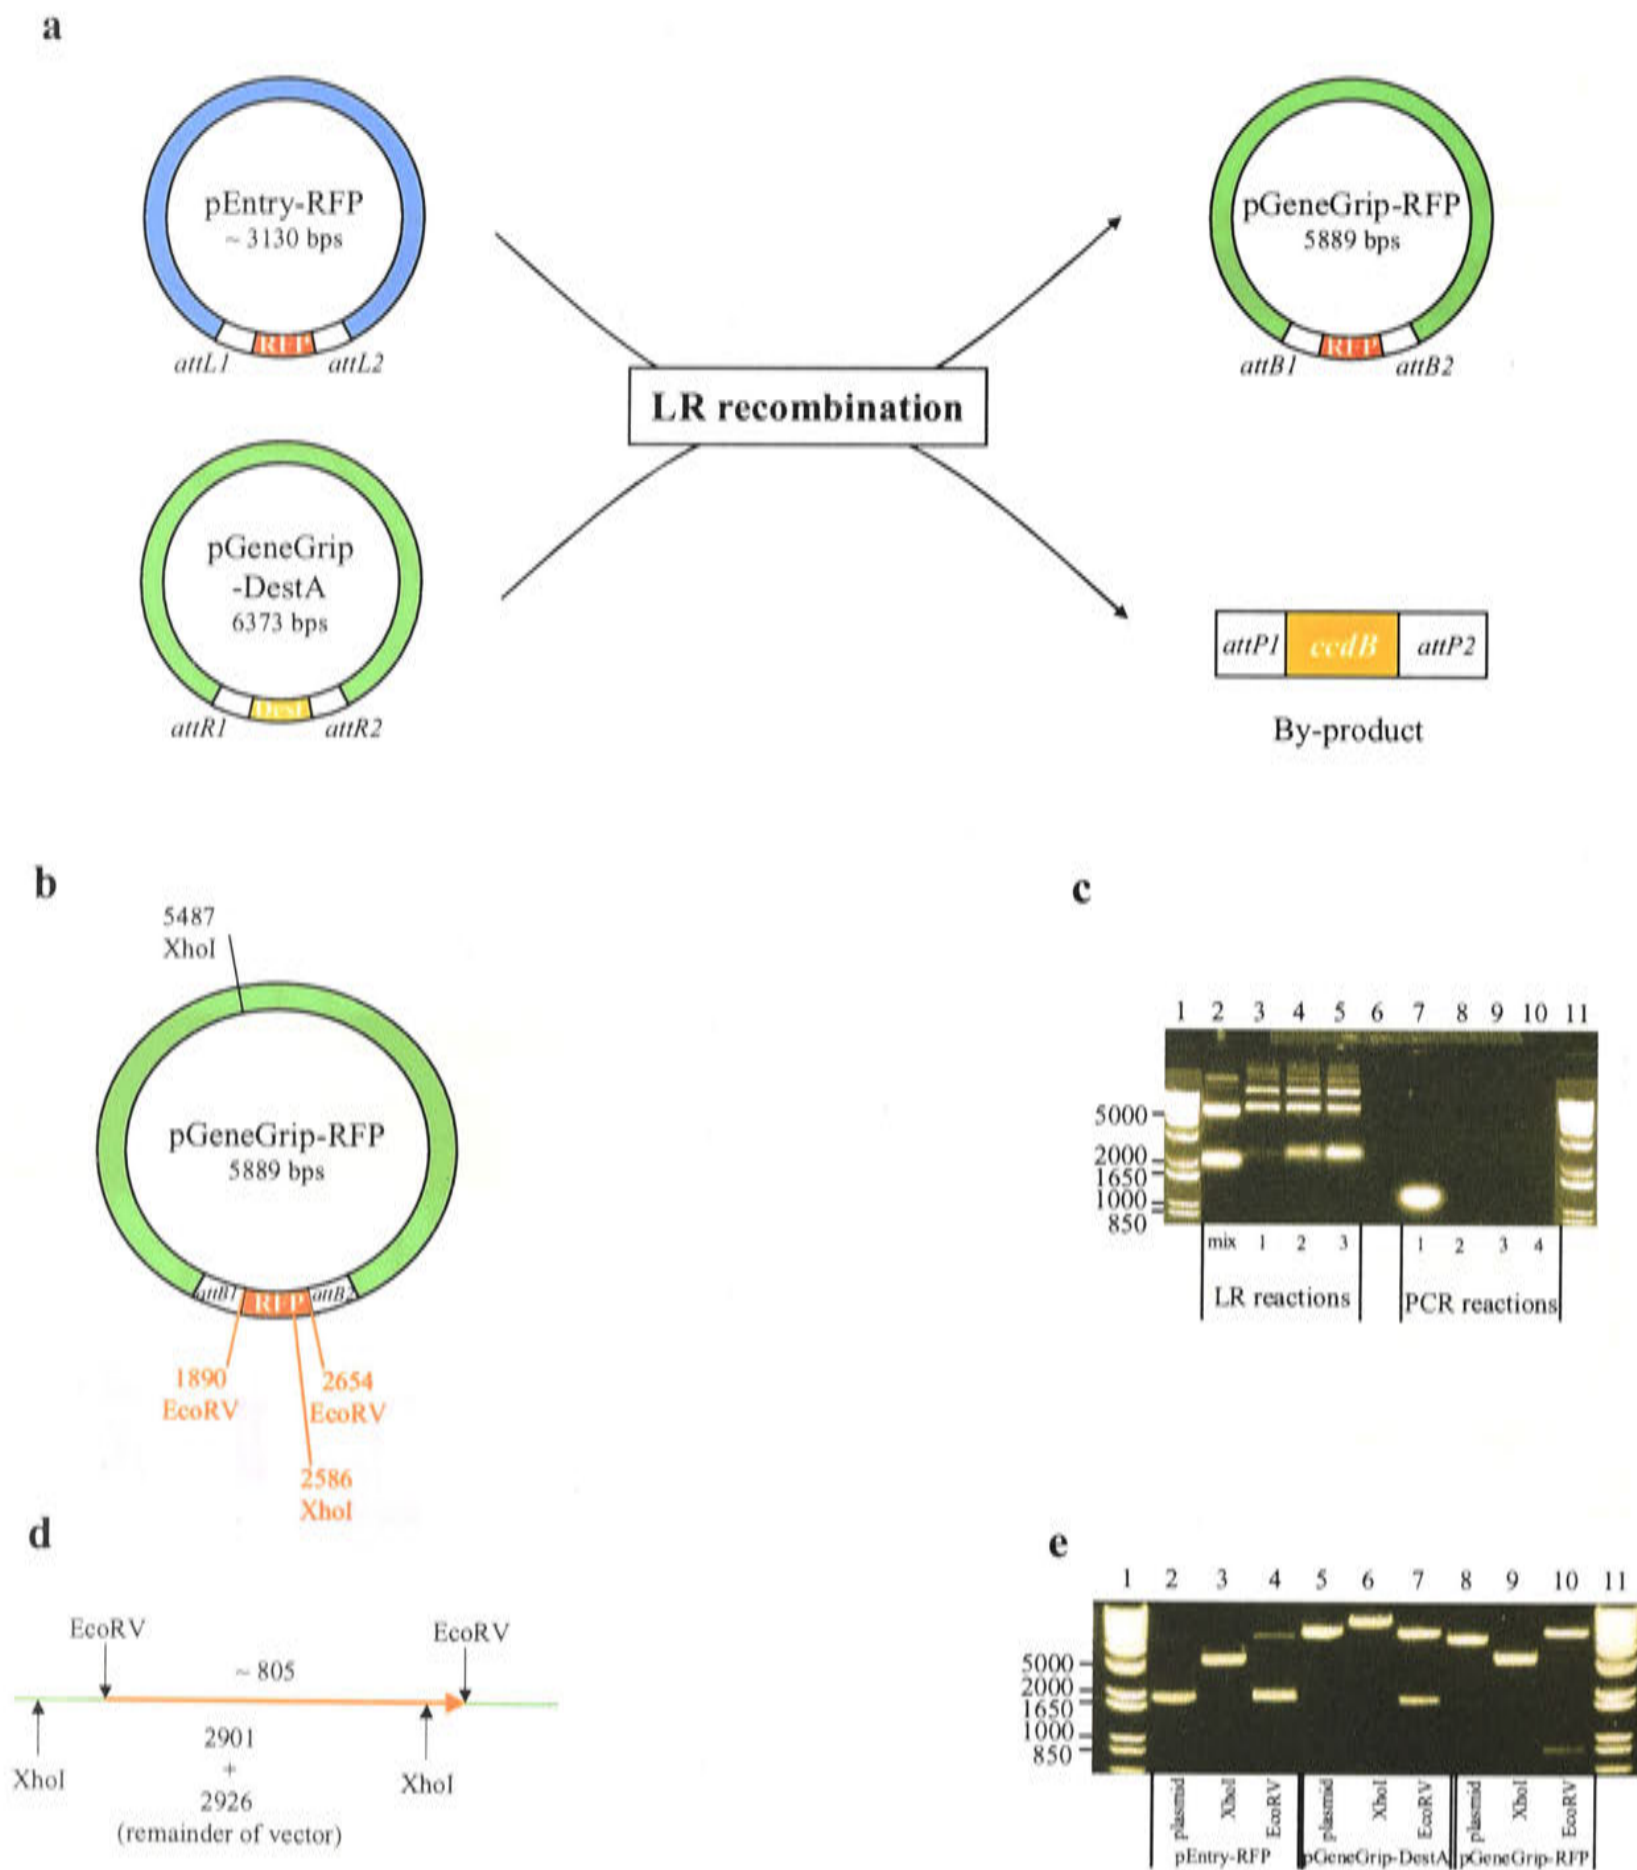 a
pEntry-RFP
~ 3130 bps
RFP
attL1
attL2
pGeneGrip
-DestA
6373 bps
Dest
attR1
attR2
LR recombination
pGeneGrip-RFP
5889 bps
RFP
attB1
attB2
attP1 ccdB attP2
By-product
b
5487
XhoI
pGeneGrip-RFP
5889 bps
attB1 RFP attB2
1890
EcoRV
2654
EcoRV
2586
XhoI
c
1 2 3 4 5 6 7 8 9 10 11
5000
2000
1650
1000
850
mix 1 2 3 1 2 3 4
LR reactions PCR reactions
d
EcoRV
EcoRV
~ 805
2901
+
2926
(remainder of vector)
XhoI
XhoI
e
1 2 3 4 5 6 7 8 9 10 11
5000
2000
1650
1000
850
plasmid XhoI EcoRV plasmid XhoI EcoRV plasmid XhoI EcoRV
pEntry-RFP pGeneGrip-DestA pGeneGrip-RFP